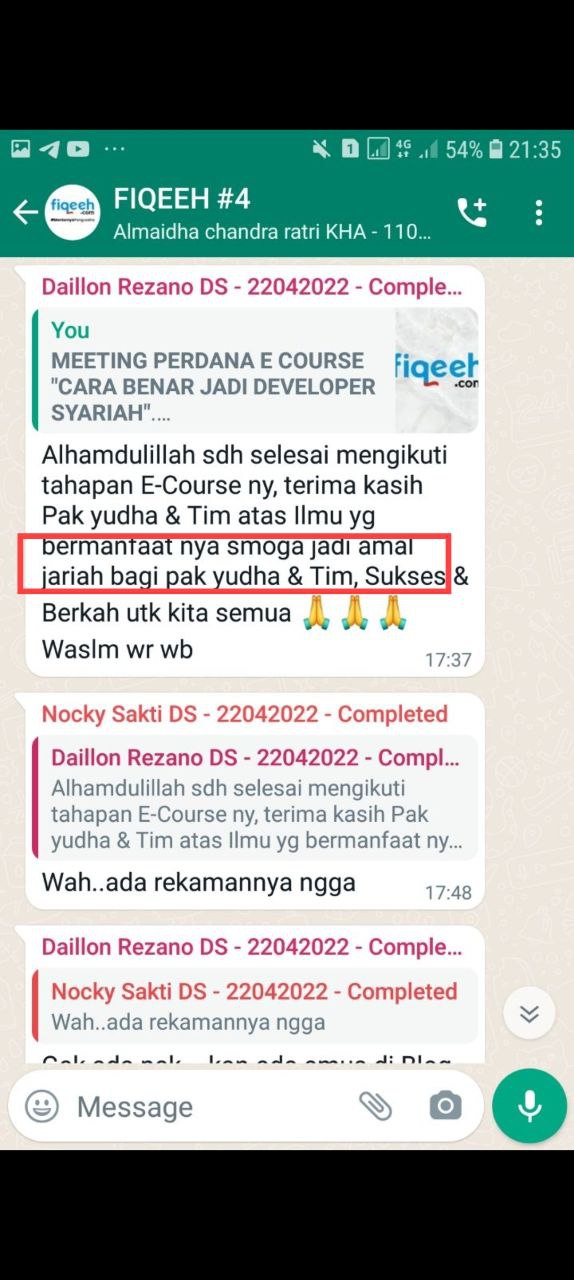 1 4G 54% 21:35
FIQEEH #4
Almaidha chandra ratri KHA - 110...
fiqeeh
.com
Daillon Rezano DS - 22042022 - Comple...
You
MEETING PERDANA E COURSE
"CARA BENAR JADI DEVELOPER
SYARIAH"....
fiqeeh
.com
Alhamdulillah sdh selesai mengikuti
tahapan E-Course ny, terima kasih
Pak yudha & Tim atas Ilmu yg
bermanfaat nya smoga jadi amal
jariah bagi pak yudha & Tim, Sukses &
Berkah utk kita semua 🙏 🙏 🙏
Waslm wr wb
17:37
Nocky Sakti DS - 22042022 - Completed
Daillon Rezano DS - 22042022 - Compl...
Alhamdulillah sdh selesai mengikuti
tahapan E-Course ny, terima kasih Pak
yudha & Tim atas Ilmu yg bermanfaat ny...
Wah..ada rekamannya ngga
17:48
Daillon Rezano DS - 22042022 - Comple...
Nocky Sakti DS - 22042022 - Completed
Wah..ada rekamannya ngga
Message